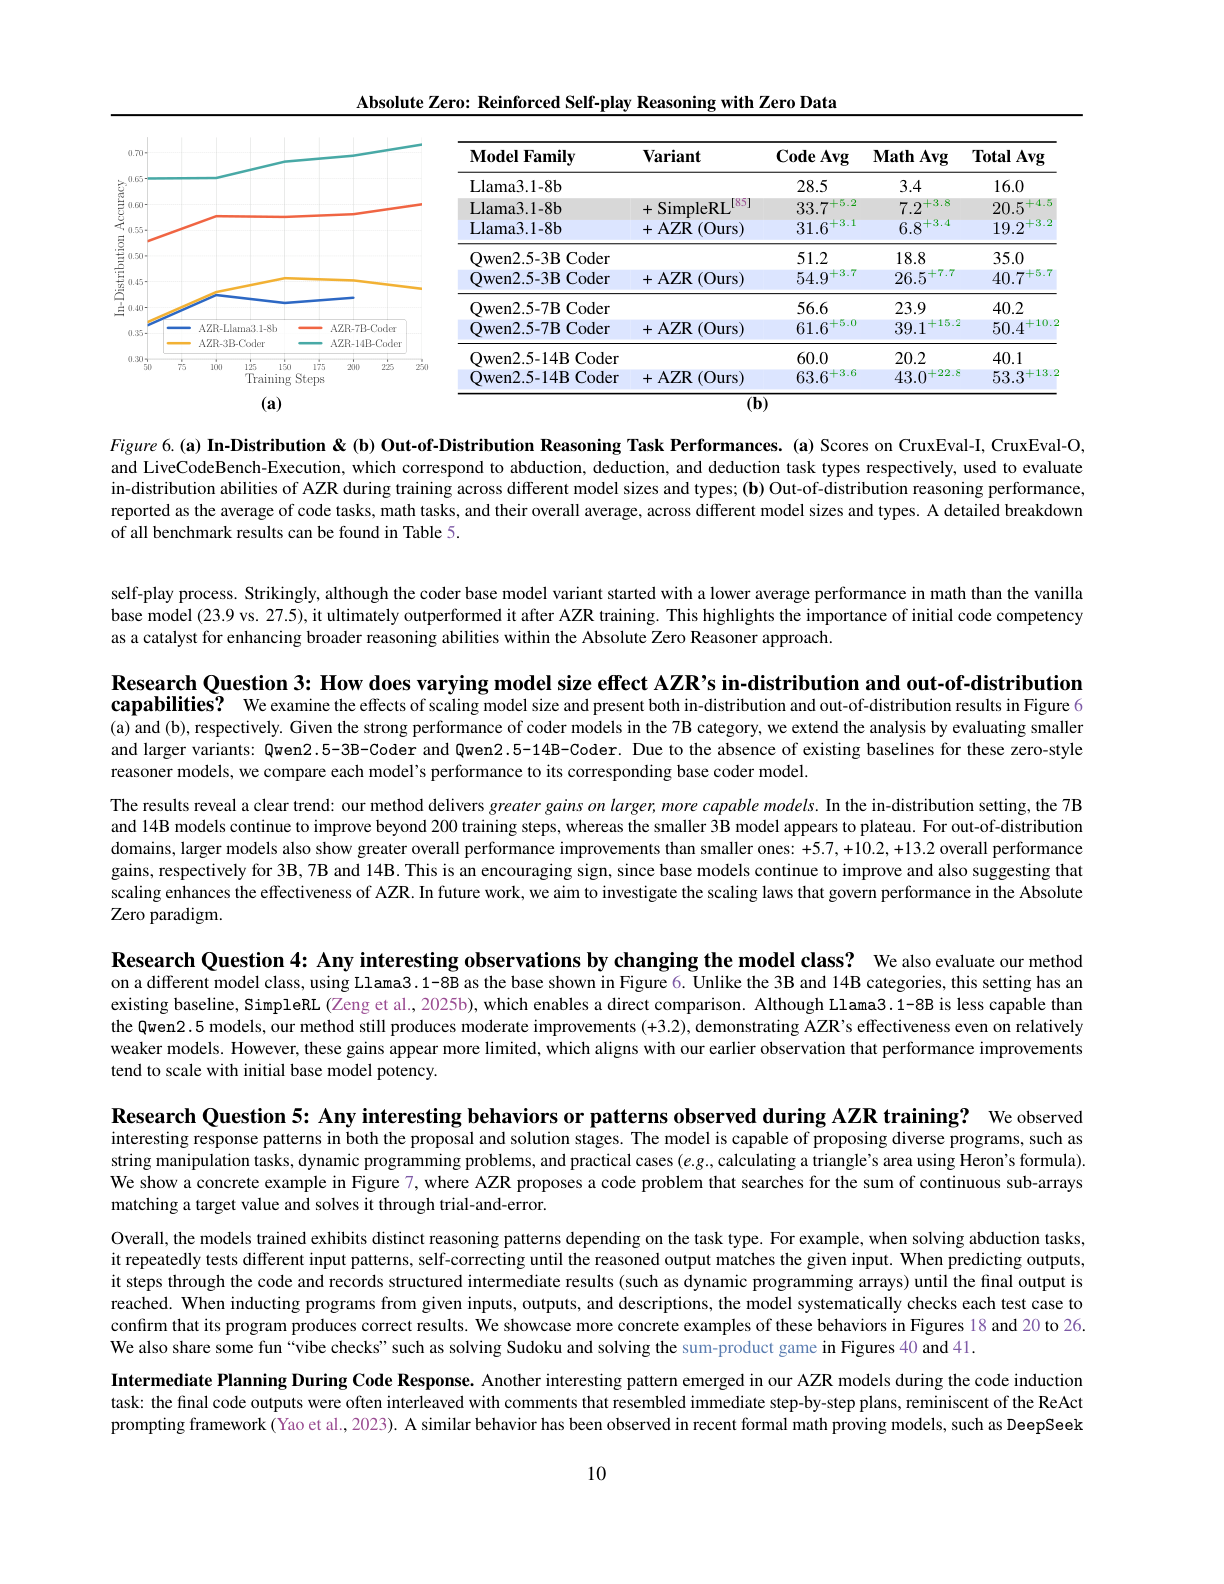 Absolute Zero: Reinforced Self-play Reasoning with Zero Data
0.70
0.65
0.60
0.55
0.50
0.45
0.40
0.35
0.30
In-Distribution Accuracy
AZR-Llama3.1-8b AZR-7B-Coder
AZR-3B-Coder AZR-14B-Coder
50 75 100 125 150 175 200 225 250
Training Steps
(a)
Model Family Variant Code Avg Math Avg Total Avg
Llama3.1-8b 28.5 3.4 16.0
Llama3.1-8b + SimpleRL[85] 33.7+5.2 7.2+3.8 20.5+4.5
Llama3.1-8b + AZR (Ours) 31.6+3.1 6.8+3.4 19.2+3.2
Qwen2.5-3B Coder 51.2 18.8 35.0
Qwen2.5-3B Coder + AZR (Ours) 54.9+3.7 26.5+7.7 40.7+5.7
Qwen2.5-7B Coder 56.6 23.9 40.2
Qwen2.5-7B Coder + AZR (Ours) 61.6+5.0 39.1+15.2 50.4+10.2
Qwen2.5-14B Coder 60.0 20.2 40.1
Qwen2.5-14B Coder + AZR (Ours) 63.6+3.6 43.0+22.8 53.3+13.2
(b)
Figure 6. (a) In-Distribution & (b) Out-of-Distribution Reasoning Task Performances. (a) Scores on CruxEval-I, CruxEval-O,
and LiveCodeBench-Execution, which correspond to abduction, deduction, and deduction task types respectively, used to evaluate
in-distribution abilities of AZR during training across different model sizes and types; (b) Out-of-distribution reasoning performance,
reported as the average of code tasks, math tasks, and their overall average, across different model sizes and types. A detailed breakdown
of all benchmark results can be found in Table 5.
self-play process. Strikingly, although the coder base model variant started with a lower average performance in math than the vanilla
base model (23.9 vs. 27.5), it ultimately outperformed it after AZR training. This highlights the importance of initial code competency
as a catalyst for enhancing broader reasoning abilities within the Absolute Zero Reasoner approach.
Research Question 3: How does varying model size effect AZR's in-distribution and out-of-distribution
capabilities? We examine the effects of scaling model size and present both in-distribution and out-of-distribution results in Figure 6
(a) and (b), respectively. Given the strong performance of coder models in the 7B category, we extend the analysis by evaluating smaller
and larger variants: Qwen2.5-3B-Coder and Qwen2.5-14B-Coder. Due to the absence of existing baselines for these zero-style
reasoner models, we compare each model's performance to its corresponding base coder model.
The results reveal a clear trend: our method delivers greater gains on larger, more capable models. In the in-distribution setting, the 7B
and 14B models continue to improve beyond 200 training steps, whereas the smaller 3B model appears to plateau. For out-of-distribution
domains, larger models also show greater overall performance improvements than smaller ones: +5.7, +10.2, +13.2 overall performance
gains, respectively for 3B, 7B and 14B. This is an encouraging sign, since base models continue to improve and also suggesting that
scaling enhances the effectiveness of AZR. In future work, we aim to investigate the scaling laws that govern performance in the Absolute
Zero paradigm.
Research Question 4: Any interesting observations by changing the model class? We also evaluate our method
on a different model class, using Llama3.1-8B as the base shown in Figure 6. Unlike the 3B and 14B categories, this setting has an
existing baseline, SimpleRL (Zeng et al., 2025b), which enables a direct comparison. Although Llama3.1-8B is less capable than
the Qwen2.5 models, our method still produces moderate improvements (+3.2), demonstrating AZR's effectiveness even on relatively
weaker models. However, these gains appear more limited, which aligns with our earlier observation that performance improvements
tend to scale with initial base model potency.
Research Question 5: Any interesting behaviors or patterns observed during AZR training? We observed
interesting response patterns in both the proposal and solution stages. The model is capable of proposing diverse programs, such as
string manipulation tasks, dynamic programming problems, and practical cases (e.g., calculating a triangle's area using Heron's formula).
We show a concrete example in Figure 7, where AZR proposes a code problem that searches for the sum of continuous sub-arrays
matching a target value and solves it through trial-and-error.
Overall, the models trained exhibits distinct reasoning patterns depending on the task type. For example, when solving abduction tasks,
it repeatedly tests different input patterns, self-correcting until the reasoned output matches the given input. When predicting outputs,
it steps through the code and records structured intermediate results (such as dynamic programming arrays) until the final output is
reached. When inducting programs from given inputs, outputs, and descriptions, the model systematically checks each test case to
confirm that its program produces correct results. We showcase more concrete examples of these behaviors in Figures 18 and 20 to 26.
We also share some fun “vibe checks” such as solving Sudoku and solving the sum-product game in Figures 40 and 41.
Intermediate Planning During Code Response. Another interesting pattern emerged in our AZR models during the code induction
task: the final code outputs were often interleaved with comments that resembled immediate step-by-step plans, reminiscent of the ReAct
prompting framework (Yao et al., 2023). A similar behavior has been observed in recent formal math proving models, such as DeepSeek
10